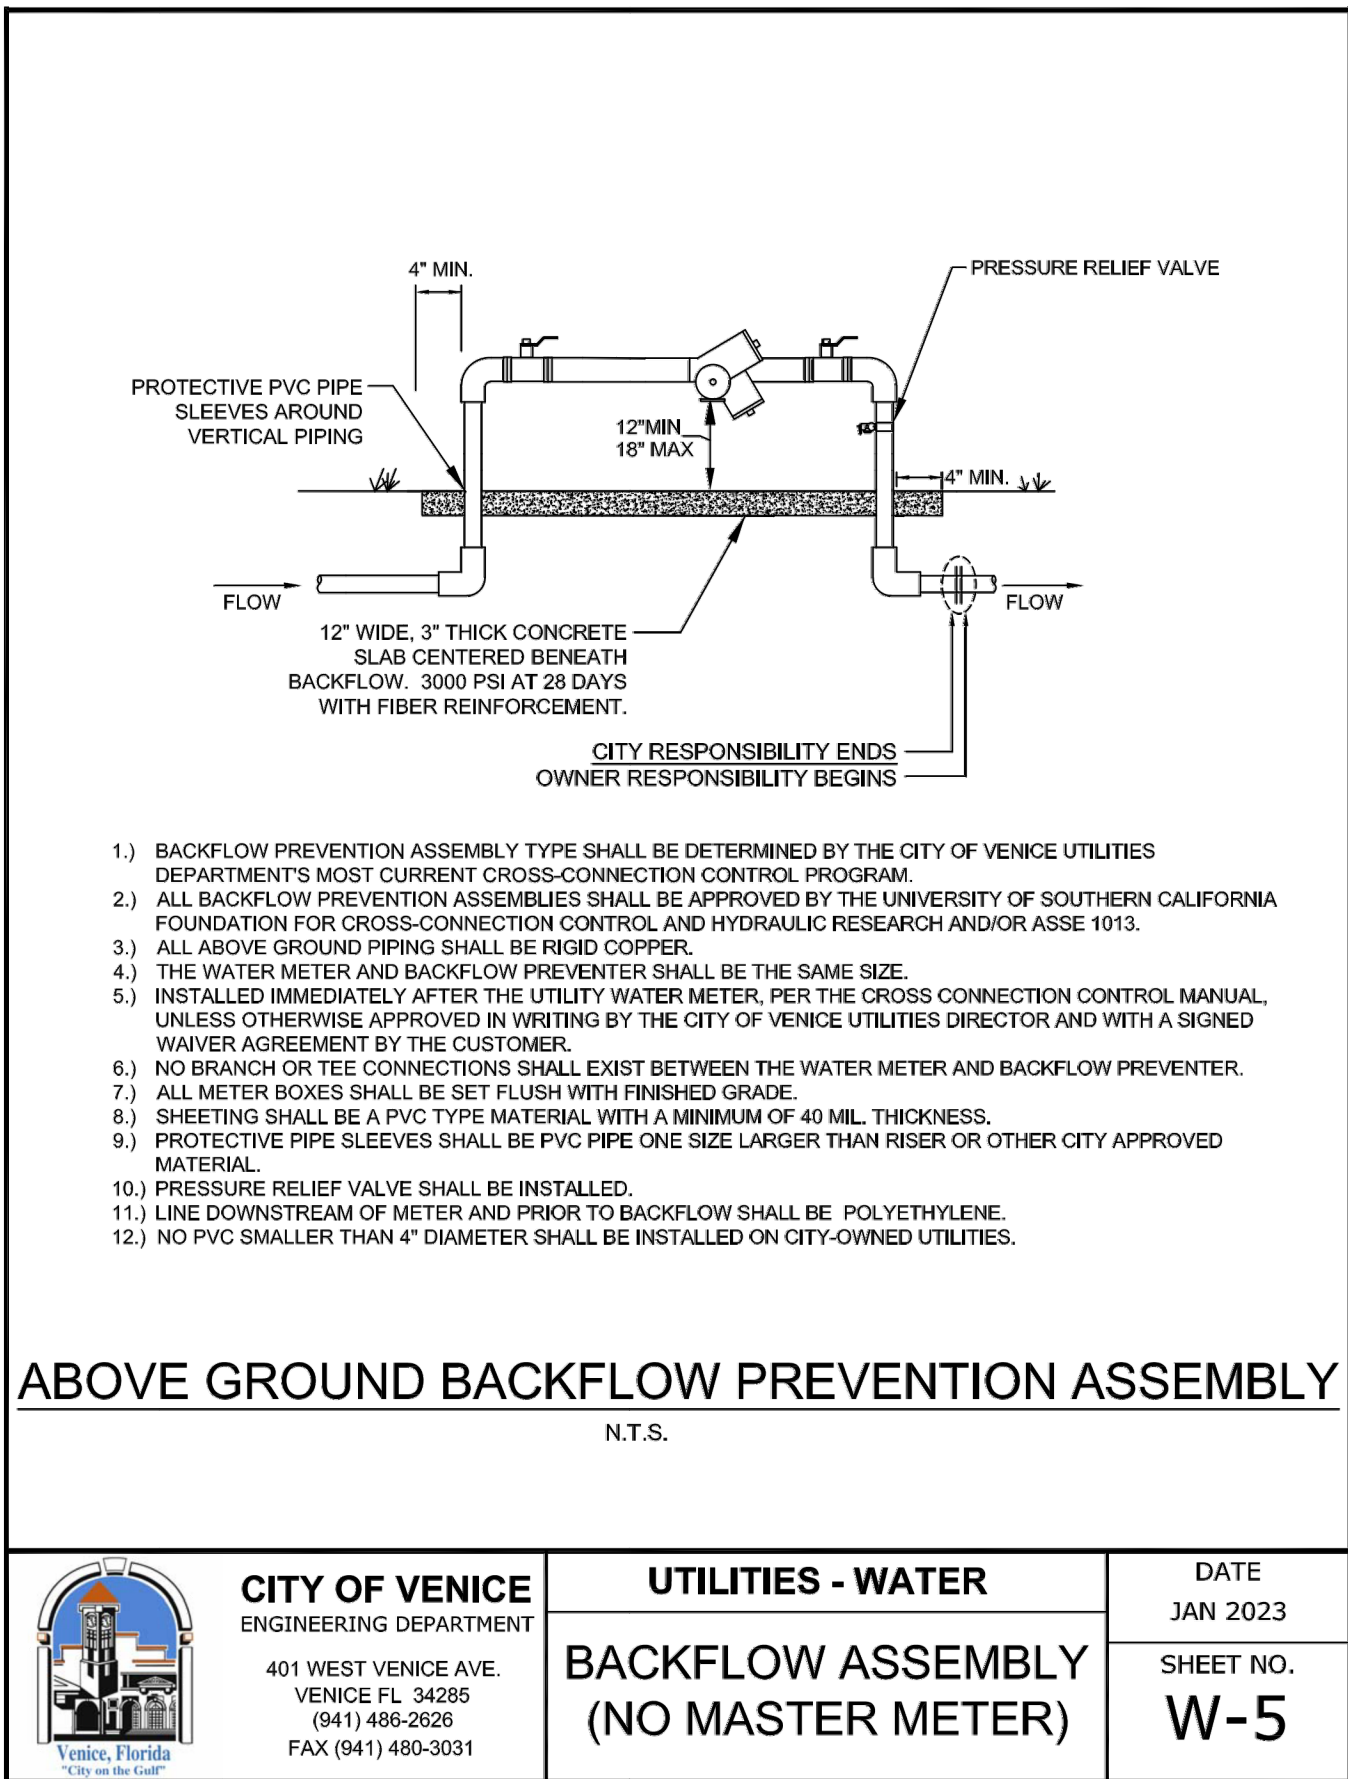 4" MIN.
PRESSURE RELIEF VALVE
PROTECTIVE PVC PIPE
SLEEVES AROUND
VERTICAL PIPING
12"MIN
18" MAX
4" MIN.
FLOW
FLOW
12" WIDE, 3" THICK CONCRETE
SLAB CENTERED BENEATH
BACKFLOW. 3000 PSI AT 28 DAYS
WITH FIBER REINFORCEMENT.
CITY RESPONSIBILITY ENDS
OWNER RESPONSIBILITY BEGINS
1.) BACKFLOW PREVENTION ASSEMBLY TYPE SHALL BE DETERMINED BY THE CITY OF VENICE UTILITIES
DEPARTMENT'S MOST CURRENT CROSS-CONNECTION CONTROL PROGRAM.
2.) ALL BACKFLOW PREVENTION ASSEMBLIES SHALL BE APPROVED BY THE UNIVERSITY OF SOUTHERN CALIFORNIA
FOUNDATION FOR CROSS-CONNECTION CONTROL AND HYDRAULIC RESEARCH AND/OR ASSE 1013.
3.) ALL ABOVE GROUND PIPING SHALL BE RIGID COPPER.
4.) THE WATER METER AND BACKFLOW PREVENTER SHALL BE THE SAME SIZE.
5.) INSTALLED IMMEDIATELY AFTER THE UTILITY WATER METER, PER THE CROSS CONNECTION CONTROL MANUAL,
UNLESS OTHERWISE APPROVED IN WRITING BY THE CITY OF VENICE UTILITIES DIRECTOR AND WITH A SIGNED
WAIVER AGREEMENT BY THE CUSTOMER.
6.) NO BRANCH OR TEE CONNECTIONS SHALL EXIST BETWEEN THE WATER METER AND BACKFLOW PREVENTER.
7.) ALL METER BOXES SHALL BE SET FLUSH WITH FINISHED GRADE.
8.) SHEETING SHALL BE A PVC TYPE MATERIAL WITH A MINIMUM OF 40 MIL. THICKNESS.
9.) PROTECTIVE PIPE SLEEVES SHALL BE PVC PIPE ONE SIZE LARGER THAN RISER OR OTHER CITY APPROVED
MATERIAL.
10.) PRESSURE RELIEF VALVE SHALL BE INSTALLED.
11.) LINE DOWNSTREAM OF METER AND PRIOR TO BACKFLOW SHALL BE POLYETHYLENE.
12.) NO PVC SMALLER THAN 4" DIAMETER SHALL BE INSTALLED ON CITY-OWNED UTILITIES.
ABOVE GROUND BACKFLOW PREVENTION ASSEMBLY
N.T.S.
Venice, Florida
"City on the Gulf"
CITY OF VENICE
ENGINEERING DEPARTMENT
401 WEST VENICE AVE.
VENICE FL 34285
(941) 486-2626
FAX (941) 480-3031
UTILITIES - WATER
BACKFLOW ASSEMBLY
(NO MASTER METER)
DATE
JAN 2023
SHEET NO.
W-5